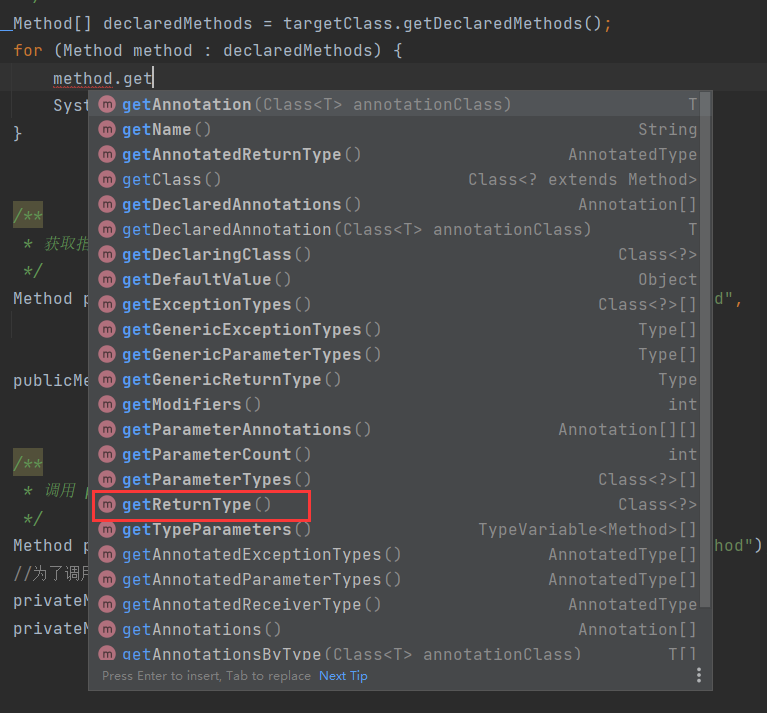 */
Method[] declaredMethods = targetClass.getDeclaredMethods();
for (Method method : declaredMethods) {
method.get
Syst
m getAnnotation(Class<T> annotationClass) T
m getName() String
}
m getAnnotatedReturnType() AnnotatedType
m getClass() Class<? extends Method>
m getDeclaredAnnotations() Annotation[]
/**
m getDeclaredAnnotation(Class<T> annotationClass) T
* 获取
m getDeclaringClass() Class<?>
*/
m getDefaultValue() Object
Method p
m getExceptionTypes() Class<?>[]
d",
m getGenericExceptionTypes() Type[]
m getGenericParameterTypes() Type[]
publicMe
m getGenericReturnType() Type
m getModifiers() int
m getParameterAnnotations() Annotation[][]
m getParameterCount() int
/**
m getParameterTypes() Class<?>[]
* 调用 p
m getReturnType() Class<?>
*/
m getTypeParameters() TypeVariable<Method>[]
Method p
hod")
m getAnnotatedExceptionTypes() AnnotatedType[]
//为了调用
m getAnnotatedParameterTypes() AnnotatedType[]
privateM
m getAnnotatedReceiverType() AnnotatedType
privateM
m getAnnotations() Annotation[]
m getAnnotationsByType(Class<T> annotationClass) T[]
Press Enter to insert, Tab to replace Next Tip